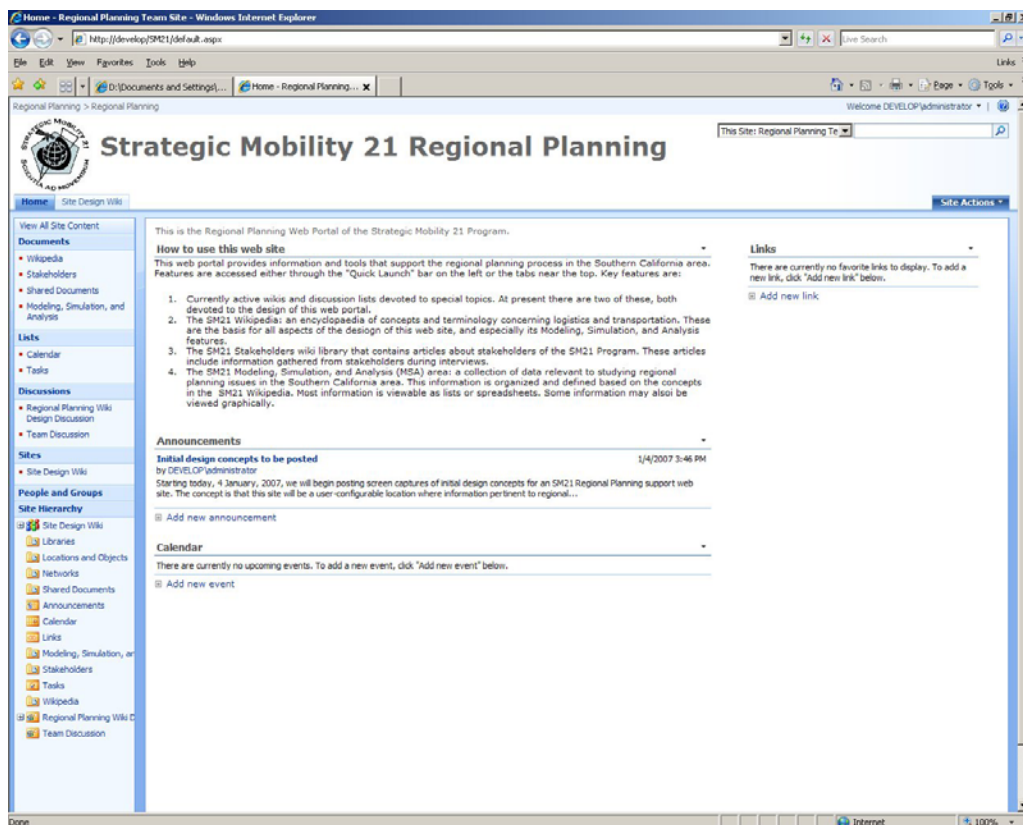 Home - Regional Planning Team Site - Windows Internet Explorer
http://develop/SM21/default.aspx
Live Search
File Edit View Favorites Tools Help
Links
D:\Documents and Settings\...
Home - Regional Planning...
Page
Tools
Regional Planning > Regional Planning
Welcome DEVELOP\administrator
STRATEGIC MOBILITY 21
SCIENTIA AD MOVENDUM
Strategic Mobility 21 Regional Planning
This Site: Regional Planning Te
Home
Site Design Wiki
Site Actions
View All Site Content
Documents
Wikipedia
Stakeholders
Shared Documents
Modeling, Simulation, and
Analysis
Lists
Calendar
Tasks
Discussions
Regional Planning Wiki
Design Discussion
Team Discussion
Sites
Site Design Wiki
People and Groups
Site Hierarchy
Site Design Wiki
Libraries
Locations and Objects
Networks
Shared Documents
Announcements
Calendar
Links
Modeling, Simulation, an
Stakeholders
Tasks
Wikipedia
Regional Planning Wiki D
Team Discussion
This is the Regional Planning Web Portal of the Strategic Mobility 21 Program.
How to use this web site
This web portal provides information and tools that support the regional planning process in the Southern California area.
Features are accessed either through the "Quick Launch" bar on the left or the tabs near the top. Key features are:
1. Currently active wikis and discussion lists devoted to special topics. At present there are two of these, both
devoted to the design of this web portal.
2. The SM21 Wikipedia: an encyclopaedia of concepts and terminology concerning logistics and transportation. These
are the basis for all aspects of the desiogn of this web site, and especially its Modeling, Simulation, and Analysis
features.
3. The SM21 Stakeholders wiki library that contains articles about stakeholders of the SM21 Program. These articles
include information gathered from stakeholders during interviews.
4. The SM21 Modeling, Simulation, and Analysis (MSA) area: a collection of data relevant to studying regional
planning issues in the Southern California area. This information is organized and defined based on the concepts
in the SM21 Wikipedia. Most information is viewable as lists or spreadsheets. Some information may alsoi be
viewed graphically.
Announcements
Initial design concepts to be posted
1/4/2007 3:46 PM
by DEVELOP\administrator
Starting today, 4 January, 2007, we will begin posting screen captures of initial design concepts for an SM21 Regional Planning support web
site. The concept is that this site will be a user-configurable location where information pertinent to regional...
Add new announcement
Calendar
There are currently no upcoming events. To add a new event, click "Add new event" below.
Add new event
Links
There are currently no favorite links to display. To add a
new link, click "Add new link" below.
Add new link
Done
Internet
100%